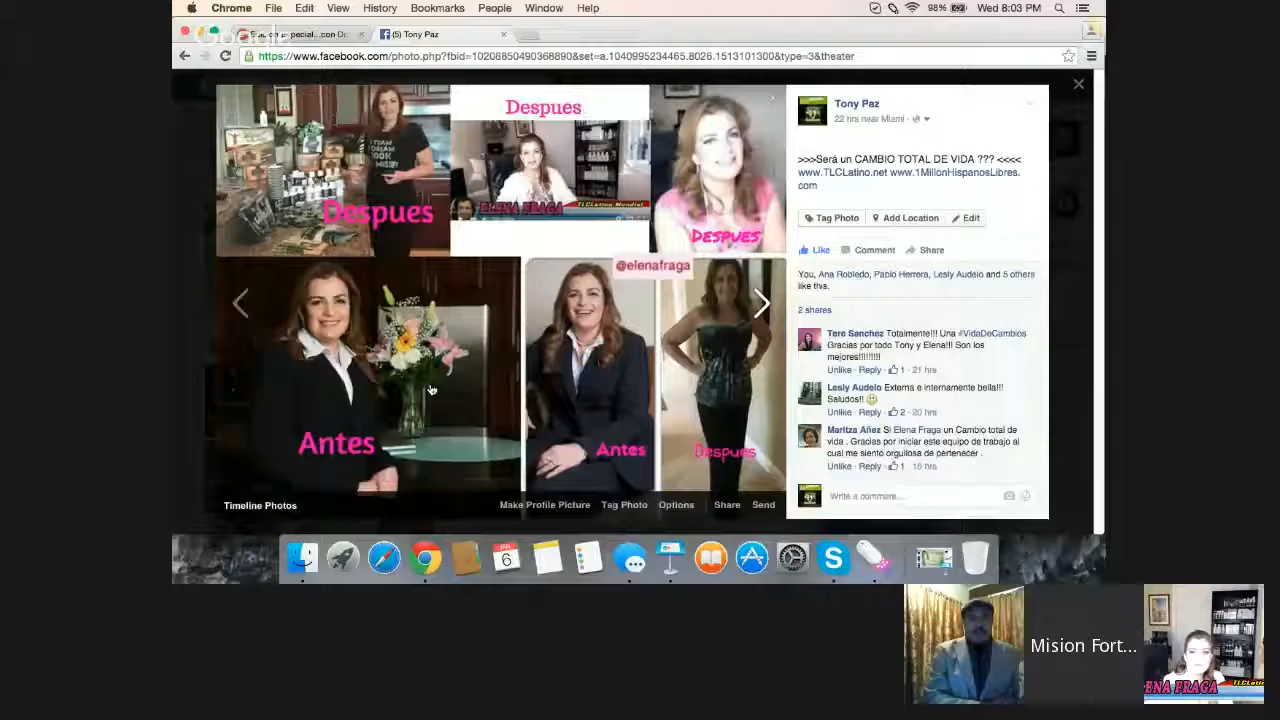 Chrome File Edit View History Bookmarks People Window Help
98% Wed 8:03 PM
(5) Tony Paz
https://www.facebook.com/photo.php?fbid=10208850490368890&set=a.1040995234465.8026.1513101300&type=3&theater
Despues
Despues
ELENA FRAGA
TLCLatino Mundial
DESPUES
@elenafraga
Antes
Antes
Despues
Timeline Photos
Make Profile Picture Tag Photo Options Share Send
Tony Paz
22 hrs near Miami
>>>Será un CAMBIO TOTAL DE VIDA ??? <<<<
www.TLCLatino.net www.1MillonHispanosLibres.
com
Tag Photo Add Location Edit
Like Comment Share
You, Ana Robledo, Pablo Herrera, Lesly Audelo and 5 others
like this.
2 shares
Tere Sanchez Totalmente!!! Una #VidaDeCambios
Gracias por todo Tony y Elena!!! Son los
mejores!!!!!!!!!
Unlike · Reply · 1 · 21 hrs
Lesly Audelo Externa e internamente bella!!!
Saludos!!
Unlike · Reply · 2 · 20 hrs
Maritza Añez Si Elena Fraga un Cambio total de
vida . Gracias por iniciar este equipo de trabajo al
cual me siento orgullosa de pertenecer .
Unlike · Reply · 1 · 16 hrs
Write a comment...
6
Mision Fort...
ENA FRAGA
TLCLatin